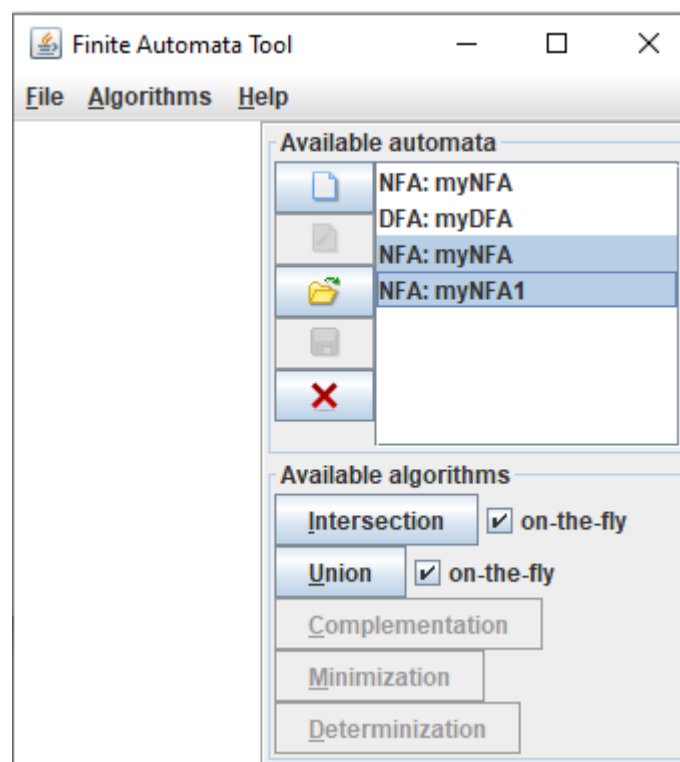 Finite Automata Tool
File Algorithms Help
Available automata
NFA: myNFA
DFA: myDFA
NFA: myNFA
NFA: myNFA1
Available algorithms
Intersection on-the-fly
Union on-the-fly
Complementation
Minimization
Determinization